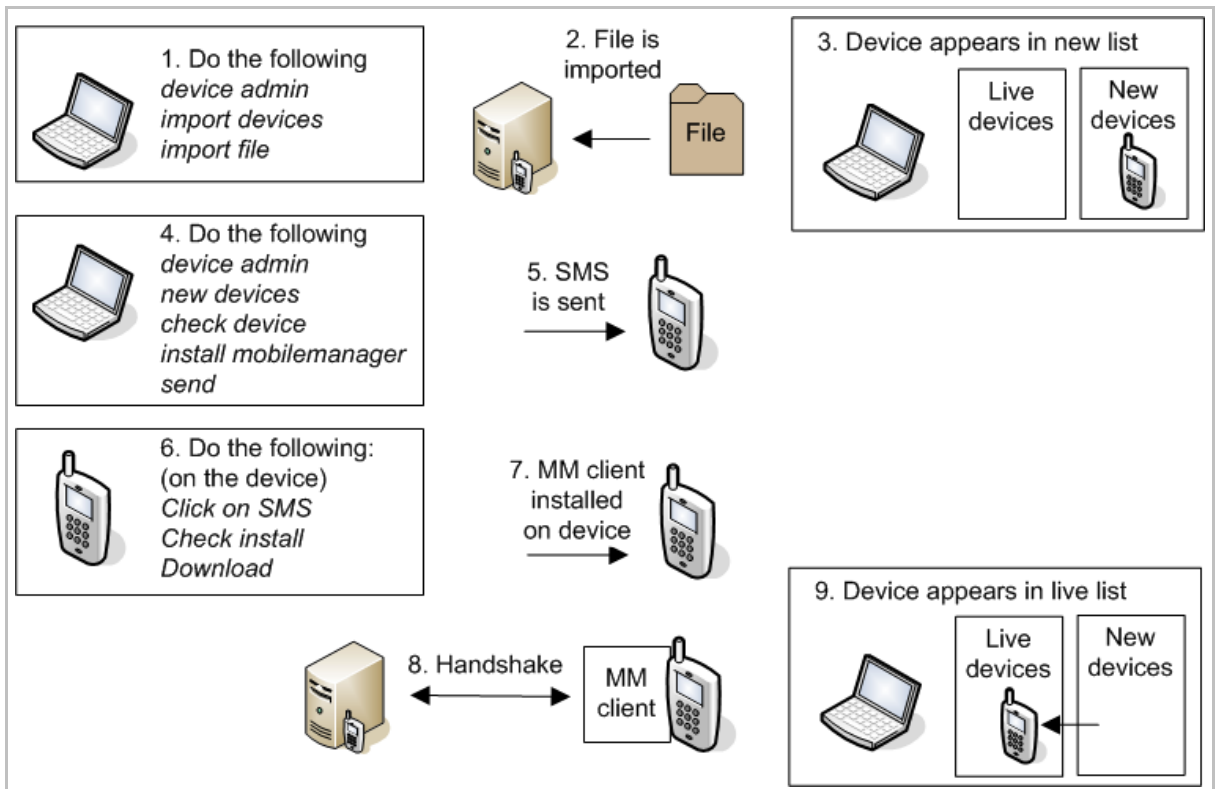 1. Do the following
device admin
import devices
import file
2. File is
imported
File
3. Device appears in new list
Live
devices
New
devices
4. Do the following
device admin
new devices
check device
install mobilemanager
send
5. SMS
is sent
6. Do the following:
(on the device)
Click on SMS
Check install
Download
7. MM client
installed
on device
8. Handshake
MM
client
9. Device appears in live list
Live
devices
New
devices